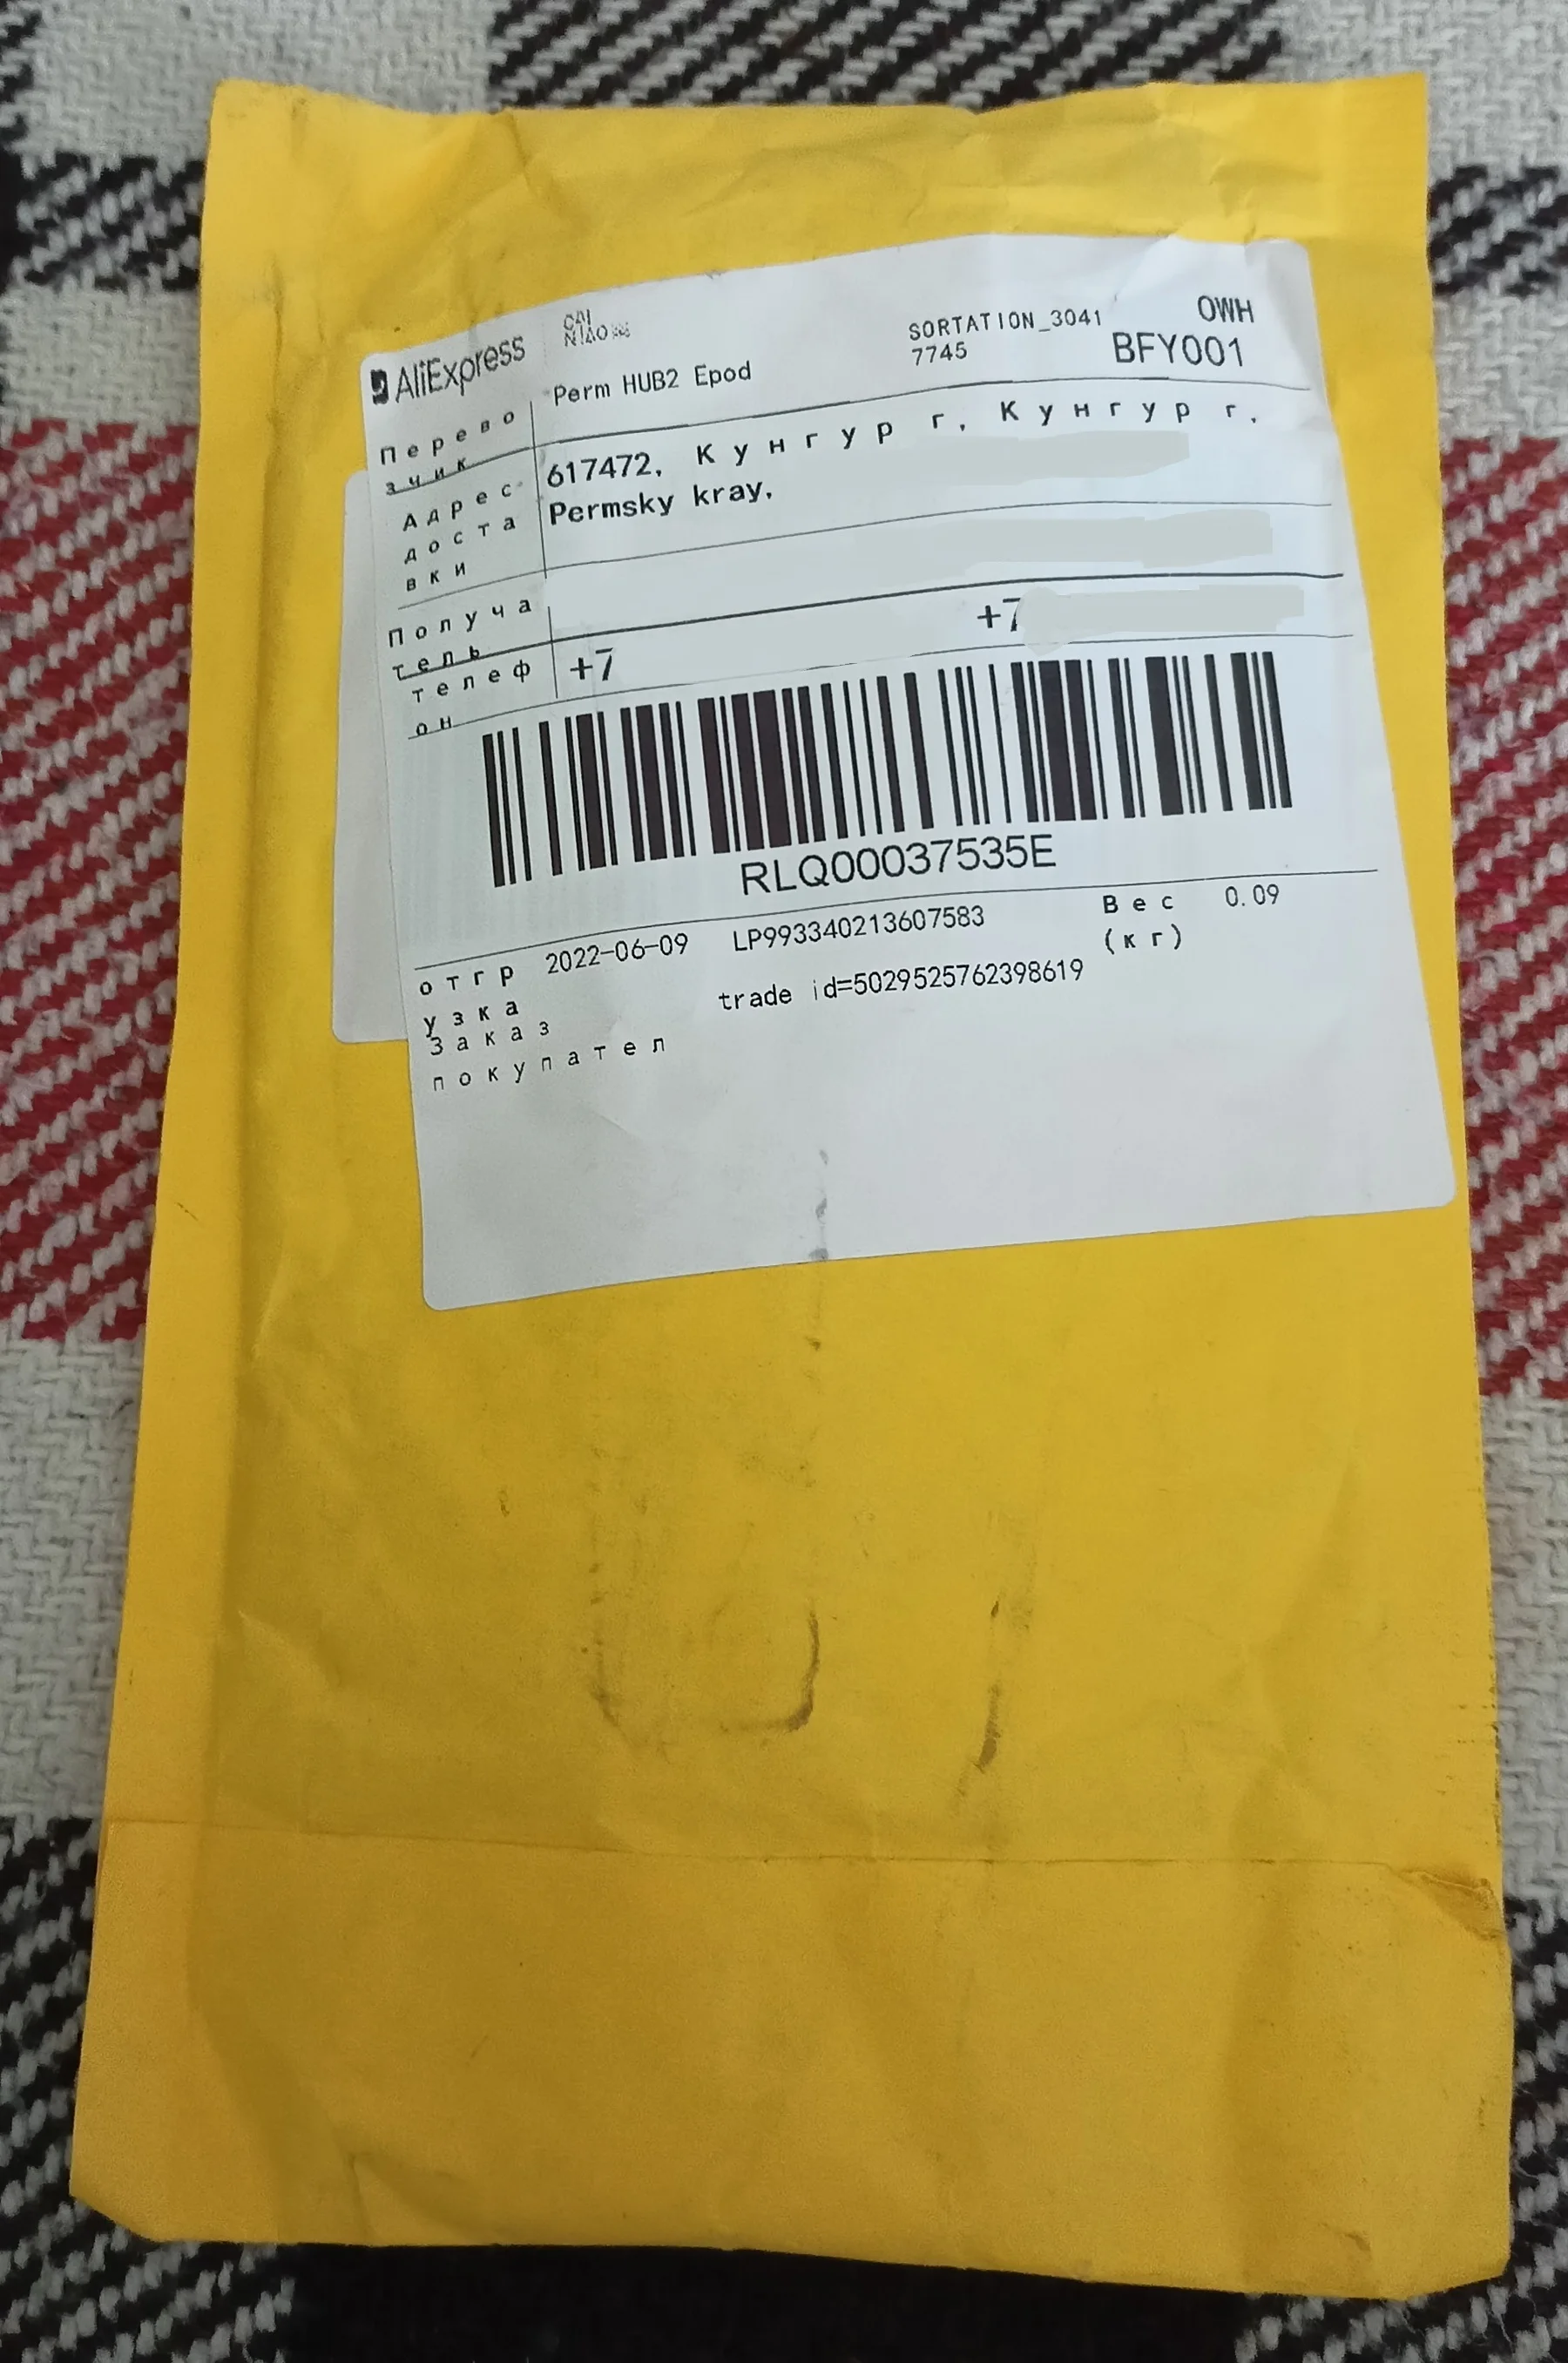 AliExpress
CAI
NIAO
SORTATION_3041
7745
OWH
BFY001
Перево
зчик
Perm HUB2 Epod
Адрес
доста
вки
617472, Кунгур г, Кунгур г,
Permsky kray,
Получа
тель
+7
телеф
он
+7
RLQ00037535E
отгр
узка
2022-06-09
LP993340213607583
Вес
(кг)
0.09
Заказ
покупател
trade id=5029525762398619